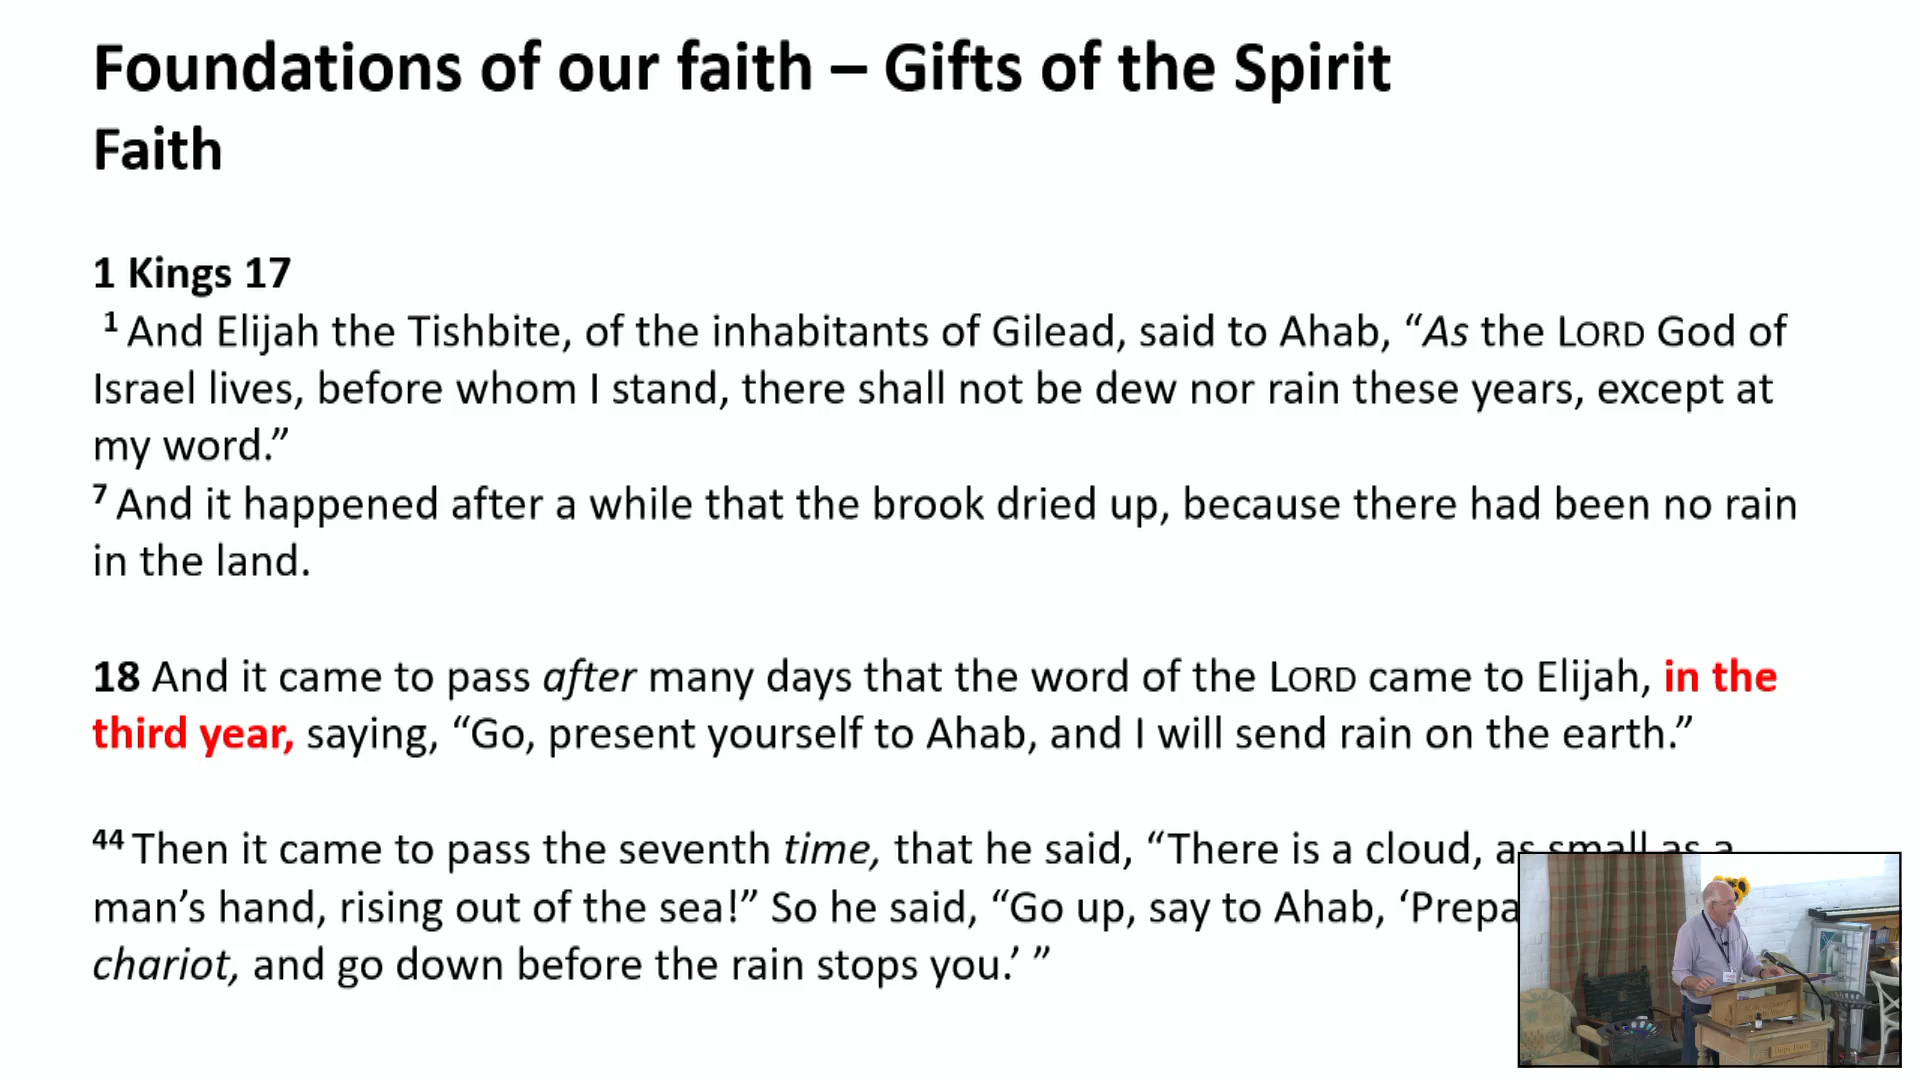 Foundations of our faith – Gifts of the Spirit
Faith
1 Kings 17
1 And Elijah the Tishbite, of the inhabitants of Gilead, said to Ahab, “As the LORD God of
Israel lives, before whom I stand, there shall not be dew nor rain these years, except at
my word.”
7 And it happened after a while that the brook dried up, because there had been no rain
in the land.
18 And it came to pass after many days that the word of the LORD came to Elijah, in the
third year, saying, “Go, present yourself to Ahab, and I will send rain on the earth.”
44 Then it came to pass the seventh time, that he said, “There is a cloud, as small as a
man’s hand, rising out of the sea!” So he said, “Go up, say to Ahab, ‘Prepa
chariot, and go down before the rain stops you.’ ”